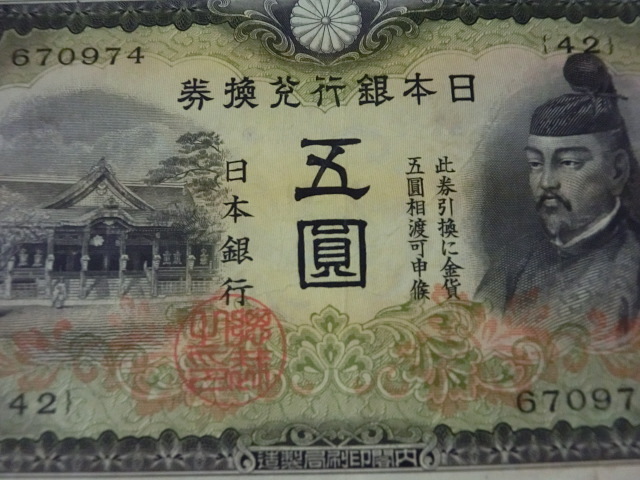 670974
{42}
日本銀行兌換券
五圓
此券引換に金貨
五圓相渡可申候
日本銀行
42}
67097
内閣印刷局製造